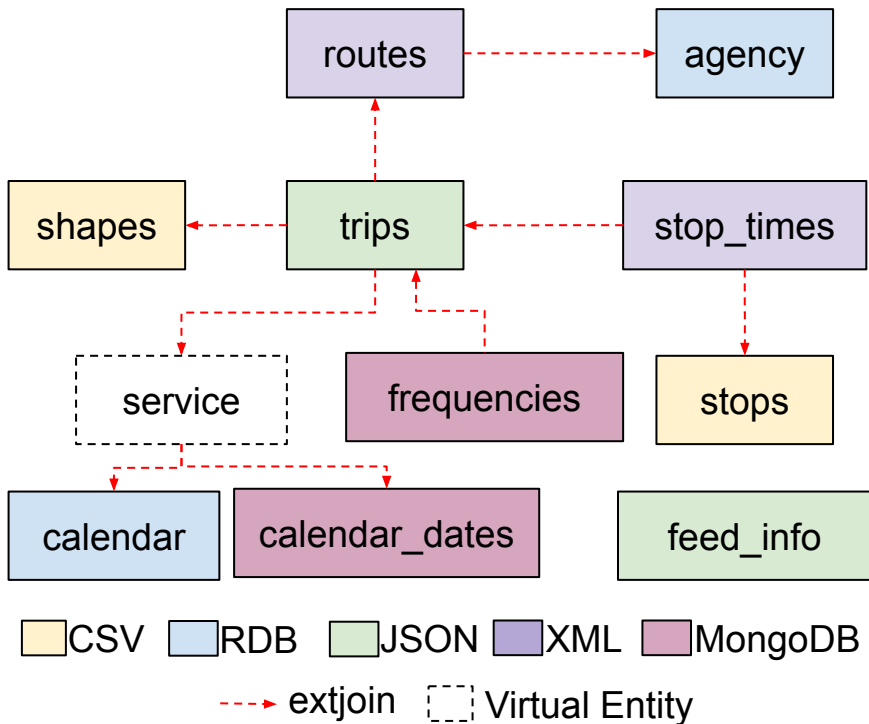 routes
agency
shapes
trips
stop_times
service
frequencies
stops
calendar
calendar_dates
feed_info
CSV
RDB
JSON
XML
MongoDB
extjoin
Virtual Entity